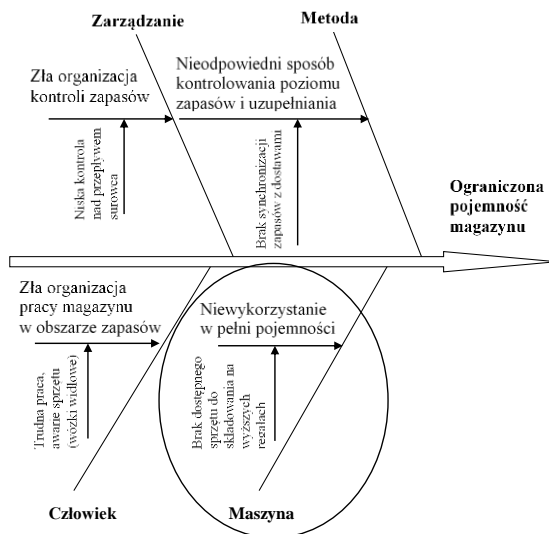 Zarządzanie
Metoda
Zła organizacja
kontroli zapasów
Nieodpowiedni sposób
kontrolowania poziomu
zapasów i uzupełniania
Niska kontrola
nad przepływem
surowca
Brak synchronizacji
zapasów z dostawami
Ograniczona
pojemność
magazynu
Zła organizacja
pracy magazynu
w obszarze zapasów
Niewykorzystanie
w pełni pojemności
Trudna praca,
awarie sprzętu
(wózki widłowe)
Brak dostępnego
sprzętu do
składowania na
wyższych
regałach
Człowiek
Maszyna